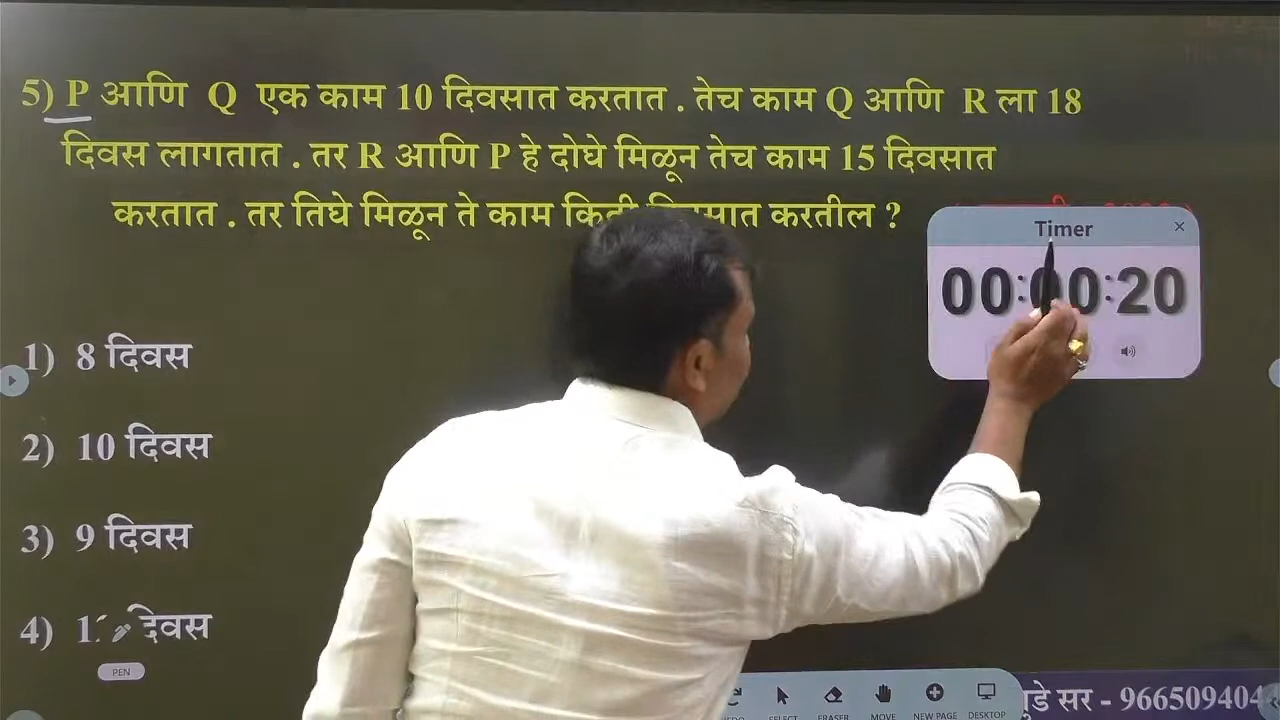 5) P आणि Q एक काम 10 दिवसात करतात . तेच काम Q आणि R ला 18
दिवस लागतात . तर R आणि P हे दोघे मिळून तेच काम 15 दिवसात
करतात . तर तिघे मिळून ते काम करतील ?
Timer
00:00:20
1) 8 दिवस
2) 10 दिवस
3) 9 दिवस
4) दिवस
PEN
SELECT
ERASER
MOVE
NEW PAGE
DESKTOP
सर - 966509404